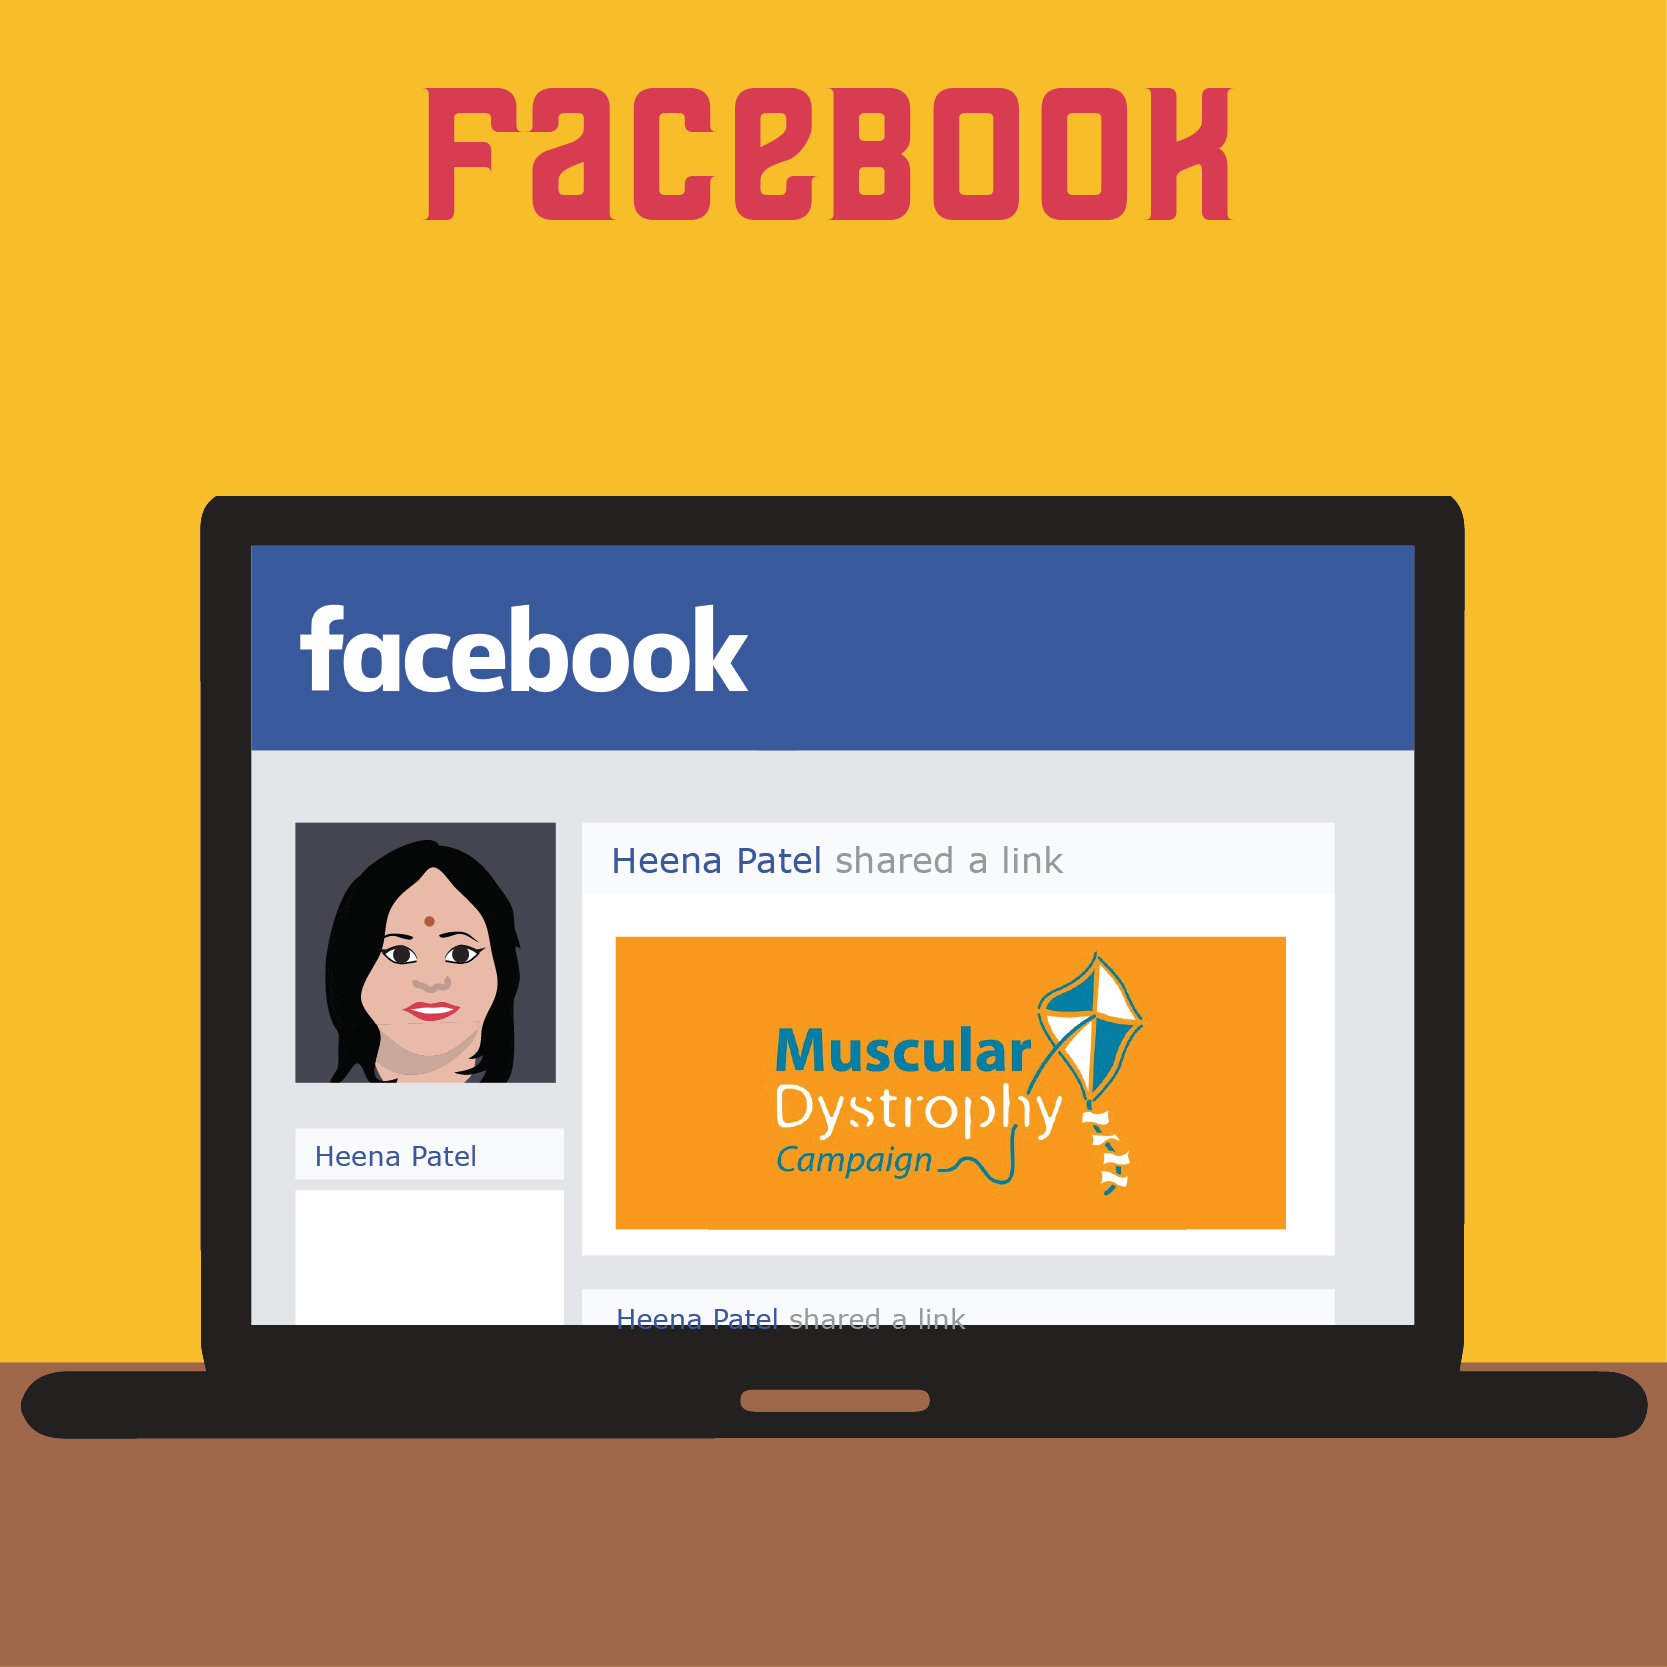 FaceBOOK
facebook
Heena Patel shared a link
Muscular
Dystrophy
Campaign
Heena Patel
Heena Patel shared a link